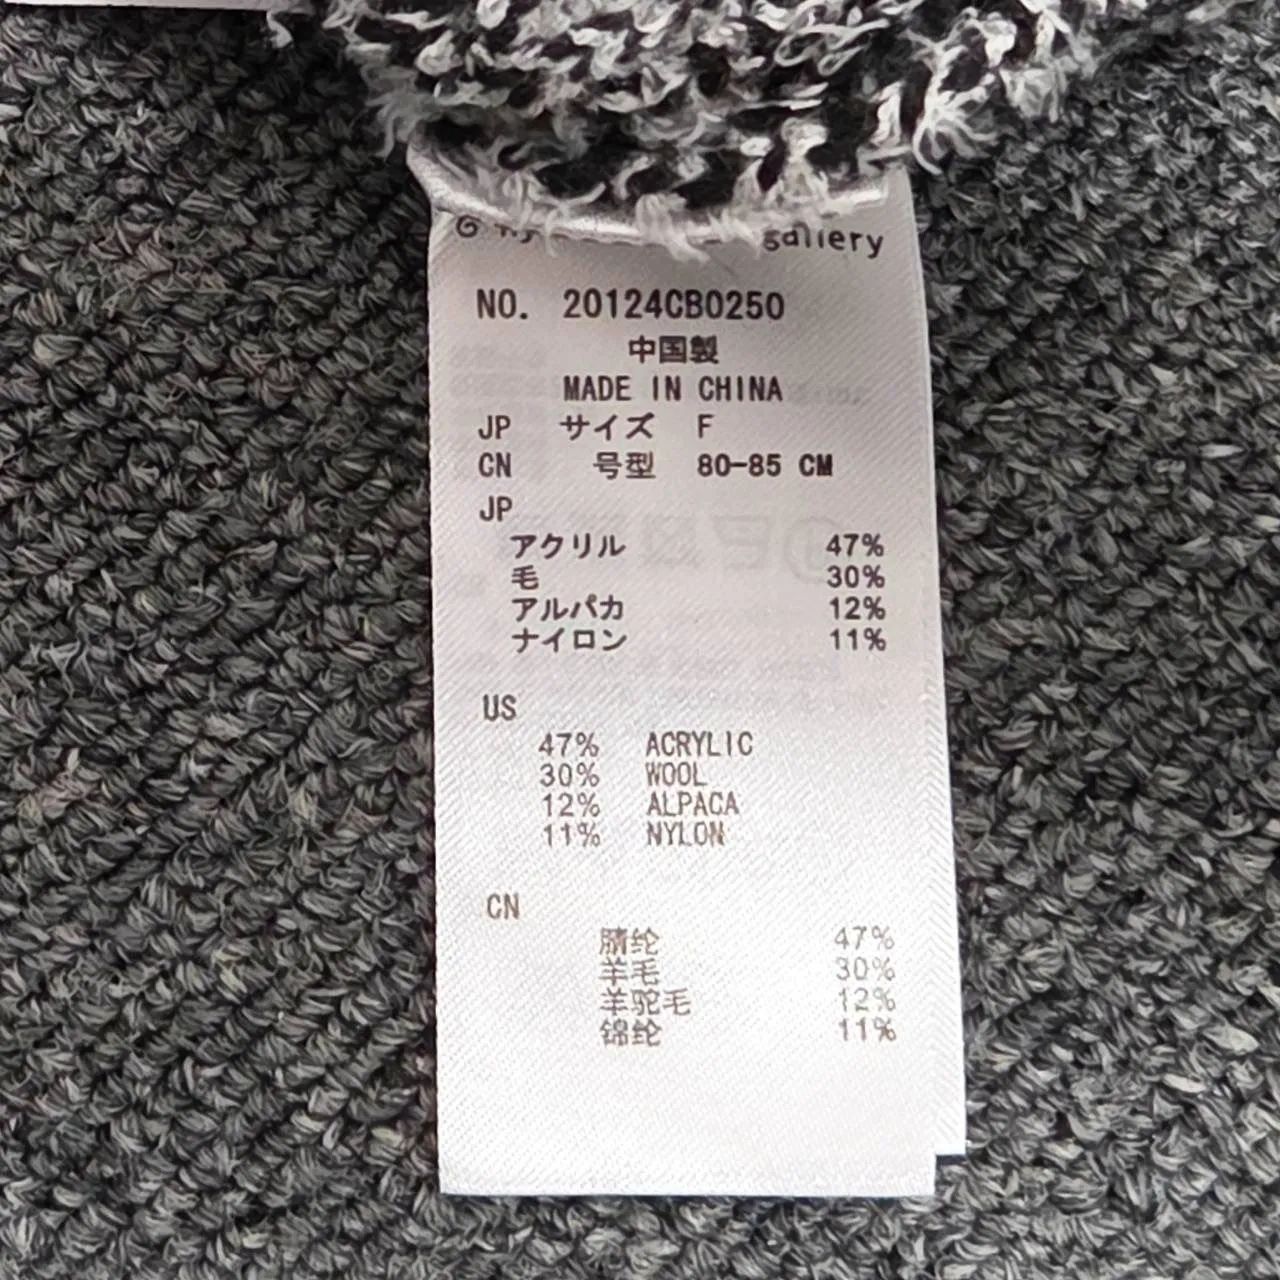 gallery
NO. 20124CB0250
中国製
MADE IN CHINA
JP サイズ F
CN 号型 80-85 CM
JP
アクリル 47%
毛 30%
アルパカ 12%
ナイロン 11%
US
47% ACRYLIC
30% WOOL
12% ALPACA
11% NYLON
CN
腈纶 47%
羊毛 30%
羊驼毛 12%
锦纶 11%